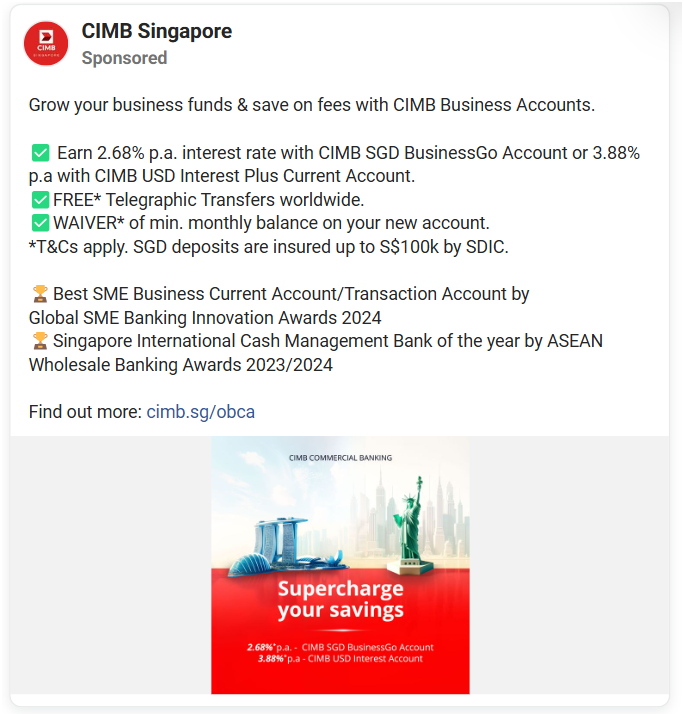 CIMB
SINGAPORE
CIMB Singapore
Sponsored
Grow your business funds & save on fees with CIMB Business Accounts.
✅ Earn 2.68% p.a. interest rate with CIMB SGD BusinessGo Account or 3.88%
p.a with CIMB USD Interest Plus Current Account.
✅ FREE* Telegraphic Transfers worldwide.
✅ WAIVER* of min. monthly balance on your new account.
*T&Cs apply. SGD deposits are insured up to S$100k by SDIC.
🏆 Best SME Business Current Account/Transaction Account by
Global SME Banking Innovation Awards 2024
🏆 Singapore International Cash Management Bank of the year by ASEAN
Wholesale Banking Awards 2023/2024
Find out more: cimb.sg/obca
CIMB COMMERCIAL BANKING
Supercharge
your savings
2.68%*p.a. - CIMB SGD BusinessGo Account
3.88%*p.a - CIMB USD Interest Account